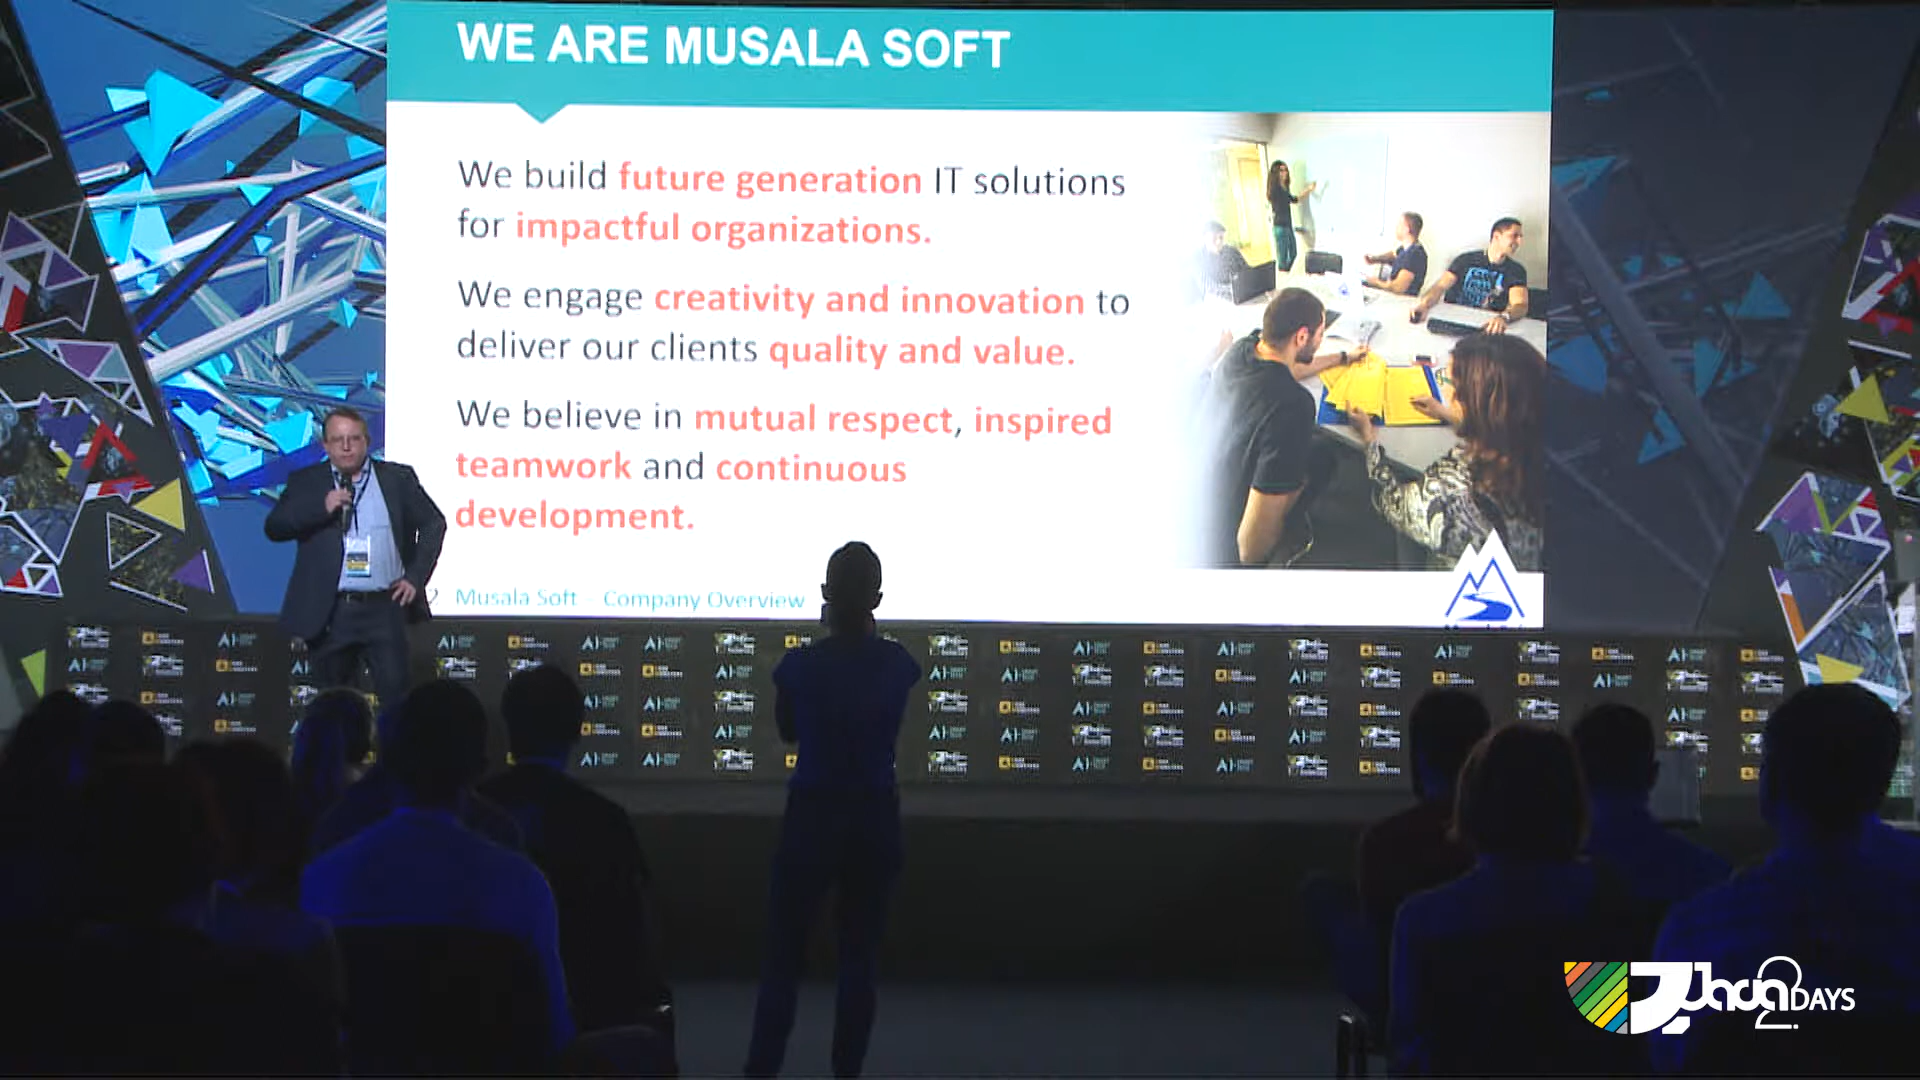 WE ARE MUSALA SOFT
We build future generation IT solutions
for impactful organizations.
We engage creativity and innovation to
deliver our clients quality and value.
We believe in mutual respect, inspired
teamwork and continuous
development.
2 Musala Soft - Company Overview
Java2DAYS